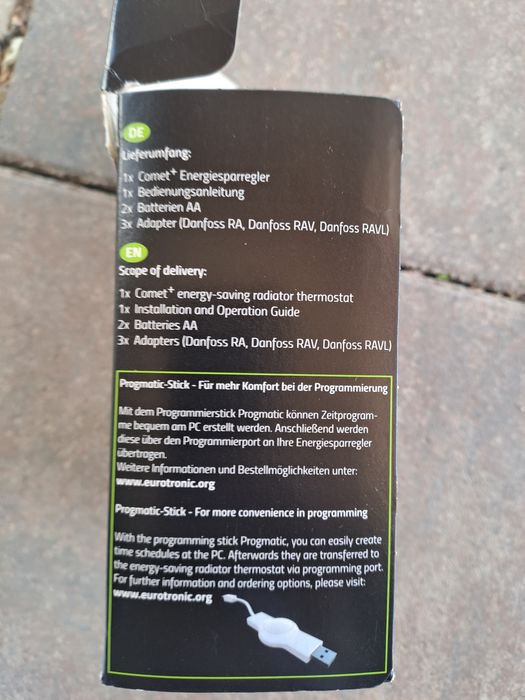 DE
Lieferumfang:
1x Comet+ Energiesparregler
1x Bedienungsanleitung
2x Batterien AA
3x Adapter (Danfoss RA, Danfoss RAV, Danfoss RAVL)
EN
Scope of delivery:
1x Comet+ energy-saving radiator thermostat
1x Installation and Operation Guide
2x Batteries AA
3x Adapters (Danfoss RA, Danfoss RAV, Danfoss RAVL)
Progmatic-Stick - Für mehr Komfort bei der Programmierung
Mit dem Programmierstick Progmatic können Zeitprogram-
me bequem am PC erstellt werden. Anschließend werden
diese über den Programmierport an Ihre Energiesparregler
übertragen.
Weitere Informationen und Bestellmöglichkeiten unter:
www.eurotronic.org
Progmatic-Stick - For more convenience in programming
With the programming stick Progmatic, you can easily create
time schedules at the PC. Afterwards they are transferred to
the energy-saving radiator thermostat via programming port.
For further information and ordering options, please visit:
www.eurotronic.org